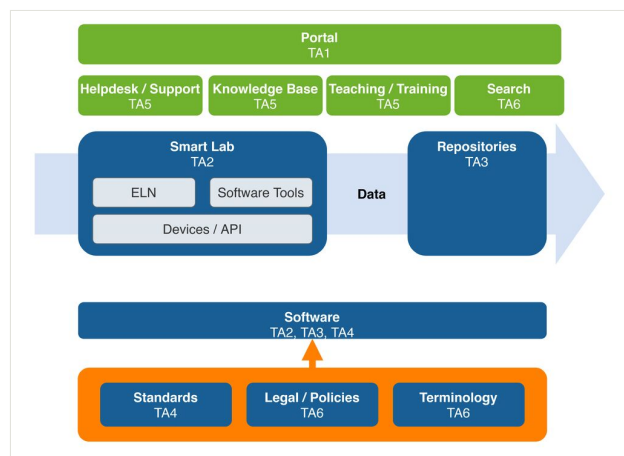 Portal
TA1
Helpdesk / Support
TA5
Knowledge Base
TA5
Teaching / Training
TA5
Search
TA6
Smart Lab
TA2
ELN
Software Tools
Devices / API
Data
Repositories
TA3
Software
TA2, TA3, TA4
Standards
TA4
Legal / Policies
TA6
Terminology
TA6